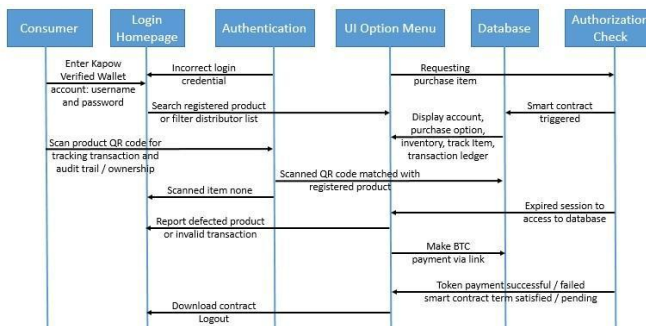 Consumer
Login
Homepage
Authentication
UI Option Menu
Database
Authorization
Check
Enter Kapow
Verified Wallet
account: username
and password
Incorrect login
credential
Requesting
purchase item
Search registered product
or filter distributor list
Smart contract
triggered
Scan product QR code for
tracking transaction and
audit trail / ownership
Display account,
purchase option,
inventory, track Item,
transaction ledger
Scanned QR code matched with
registered product
Scanned item none
Expired session to
access to database
Report defected product
or invalid transaction
Make BTC
payment via link
Token payment successful / failed
smart contract term satisfied / pending
Download contract
Logout